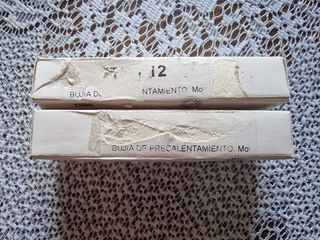 12
BUJIA D NTAMIENTO. Mo
BUJIA DE PRECALENTAMIENTO. Mo